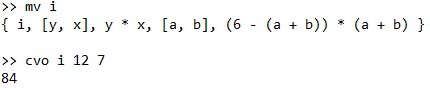 >> mv i
{ i, [y, x], y * x, [a, b], (6 - (a + b)) * (a + b) }
>> cvo i 12 7
84